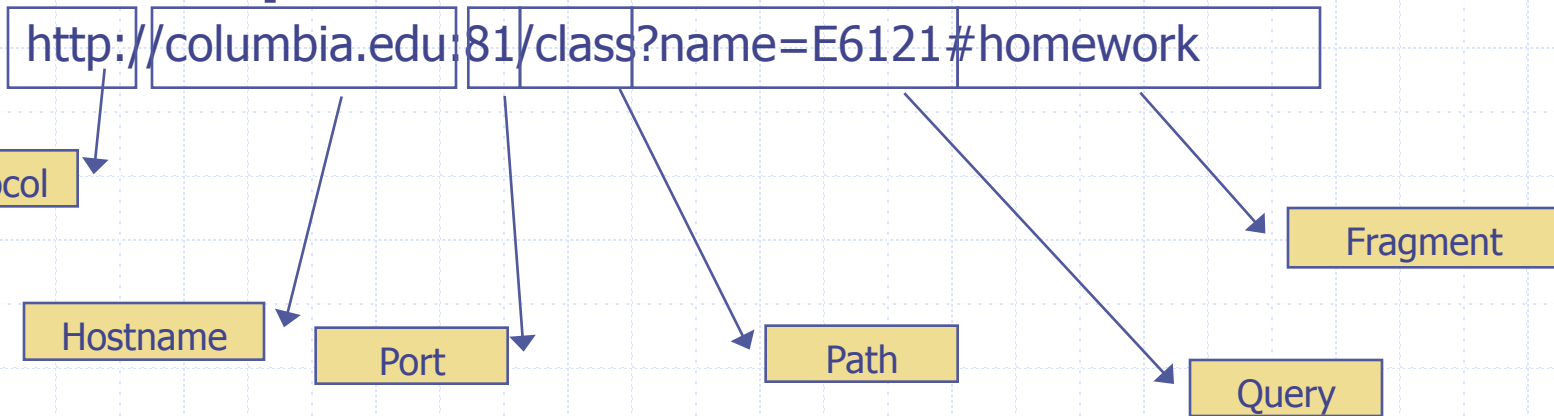 http://columbia.edu:81/class?name=E6121#homework
ocol
Fragment
Hostname
Port
Path
Query